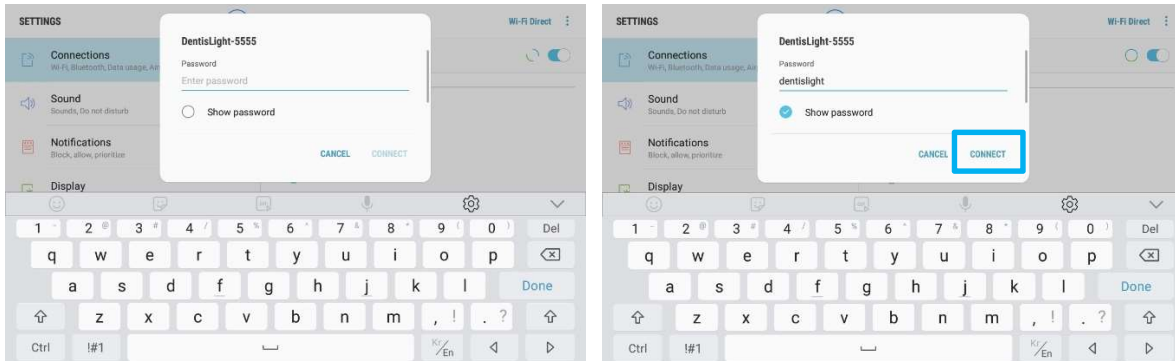 SETTINGS
Wi-Fi Direct
DentisLight-5555
Password
Enter password
Show password
CANCEL CONNECT
Connections
Wi-Fi, Bluetooth, Data usage, Air
Sound
Sounds, Do not disturb
Notifications
Block, allow, prioritize
Display
1 - 2 @ 3 # 4 / 5 % 6 ^ 7 & 8 * 9 ( 0 ) Del
q w e r t y u i o p
a s d f g h j k l Done
z x c v b n m , ! . ?
Ctrl !#1 Kr/En
SETTINGS
Wi-Fi Direct
DentisLight-5555
Password
dentislight
Show password
CANCEL CONNECT
Connections
Wi-Fi, Bluetooth, Data usage, Air
Sound
Sounds, Do not disturb
Notifications
Block, allow, prioritize
Display
1 - 2 @ 3 # 4 / 5 % 6 ^ 7 & 8 * 9 ( 0 ) Del
q w e r t y u i o p
a s d f g h j k l Done
z x c v b n m , ! . ?
Ctrl !#1 Kr/En